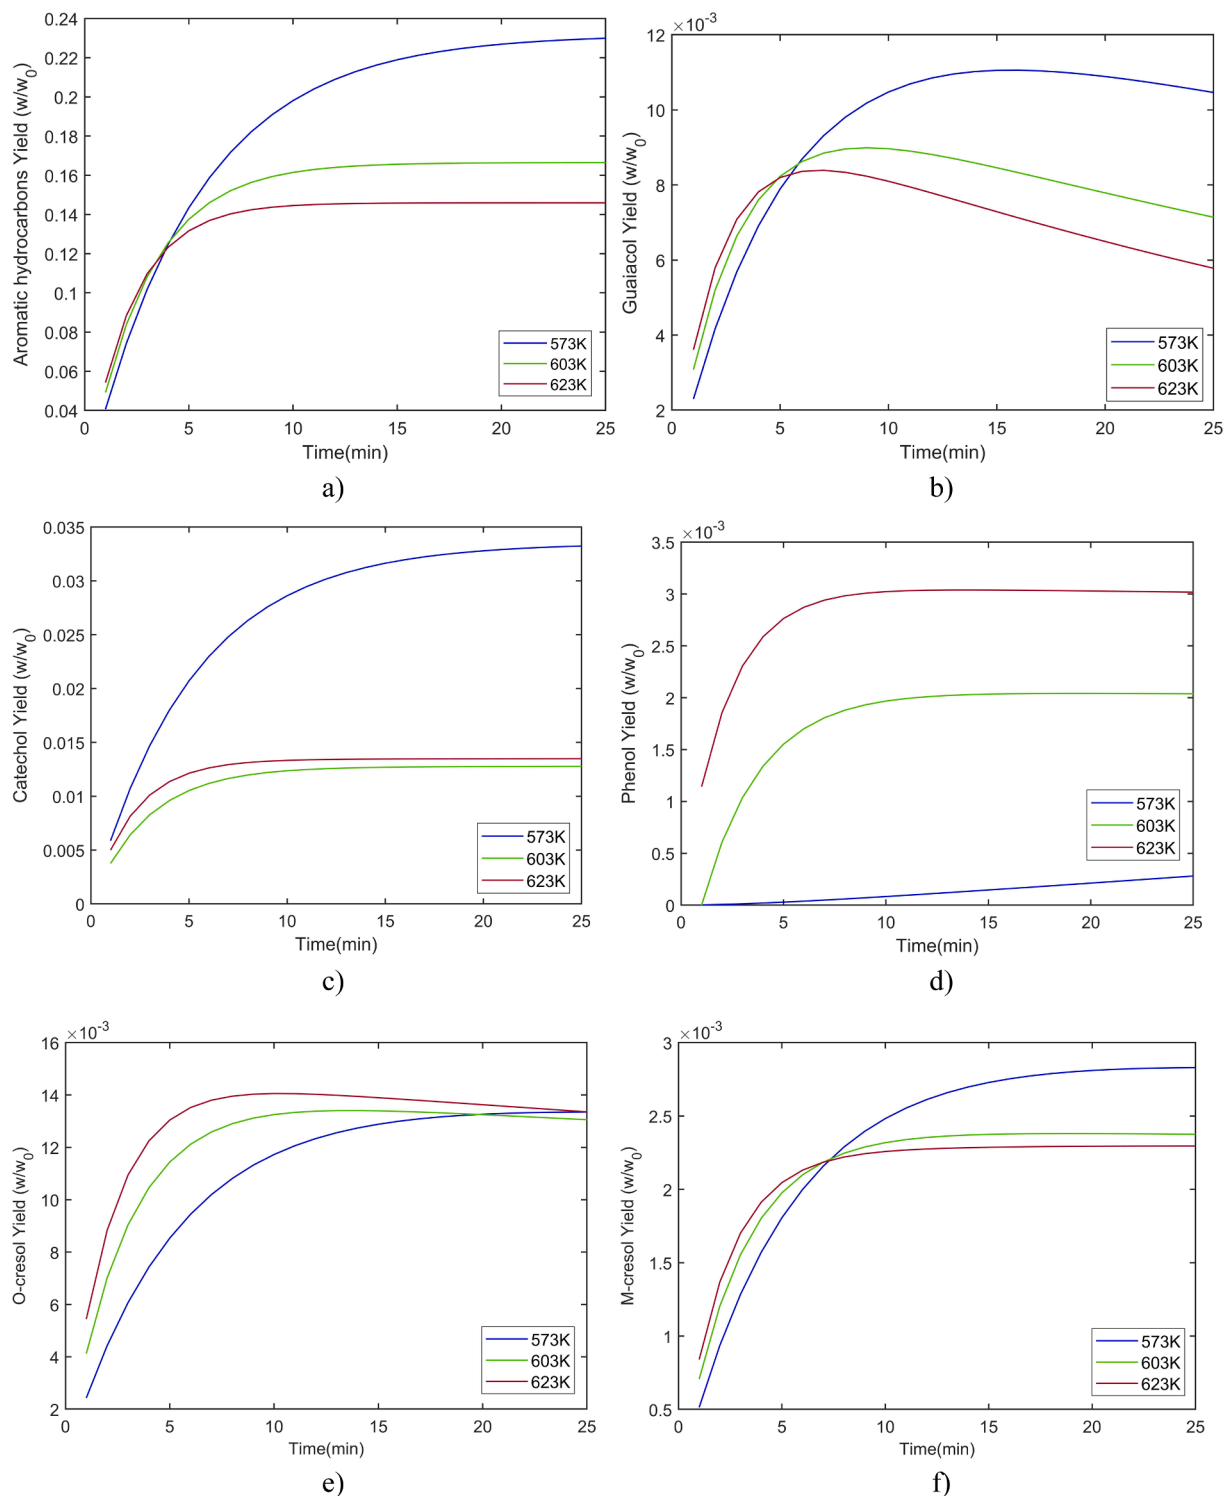 0.24
0.22
0.2
0.18
0.16
0.14
0.12
0.1
0.08
0.06
0.04
Aromatic hydrocarbons Yield (w/w0)
573K
603K
623K
0 5 10 15 20 25
Time(min)
a)
×10-3
12
10
8
6
4
2
Guaiacol Yield (w/w0)
573K
603K
623K
0 5 10 15 20 25
Time(min)
b)
0.035
0.03
0.025
0.02
0.015
0.01
0.005
0
Catechol Yield (w/w0)
573K
603K
623K
0 5 10 15 20 25
Time(min)
c)
×10-3
3.5
3
2.5
2
1.5
1
0.5
0
Phenol Yield (w/w0)
573K
603K
623K
0 5 10 15 20 25
Time(min)
d)
×10-3
16
14
12
10
8
6
4
2
O-cresol Yield (w/w0)
573K
603K
623K
0 5 10 15 20 25
Time(min)
e)
×10-3
3
2.5
2
1.5
1
0.5
M-cresol Yield (w/w0)
573K
603K
623K
0 5 10 15 20 25
Time(min)
f)